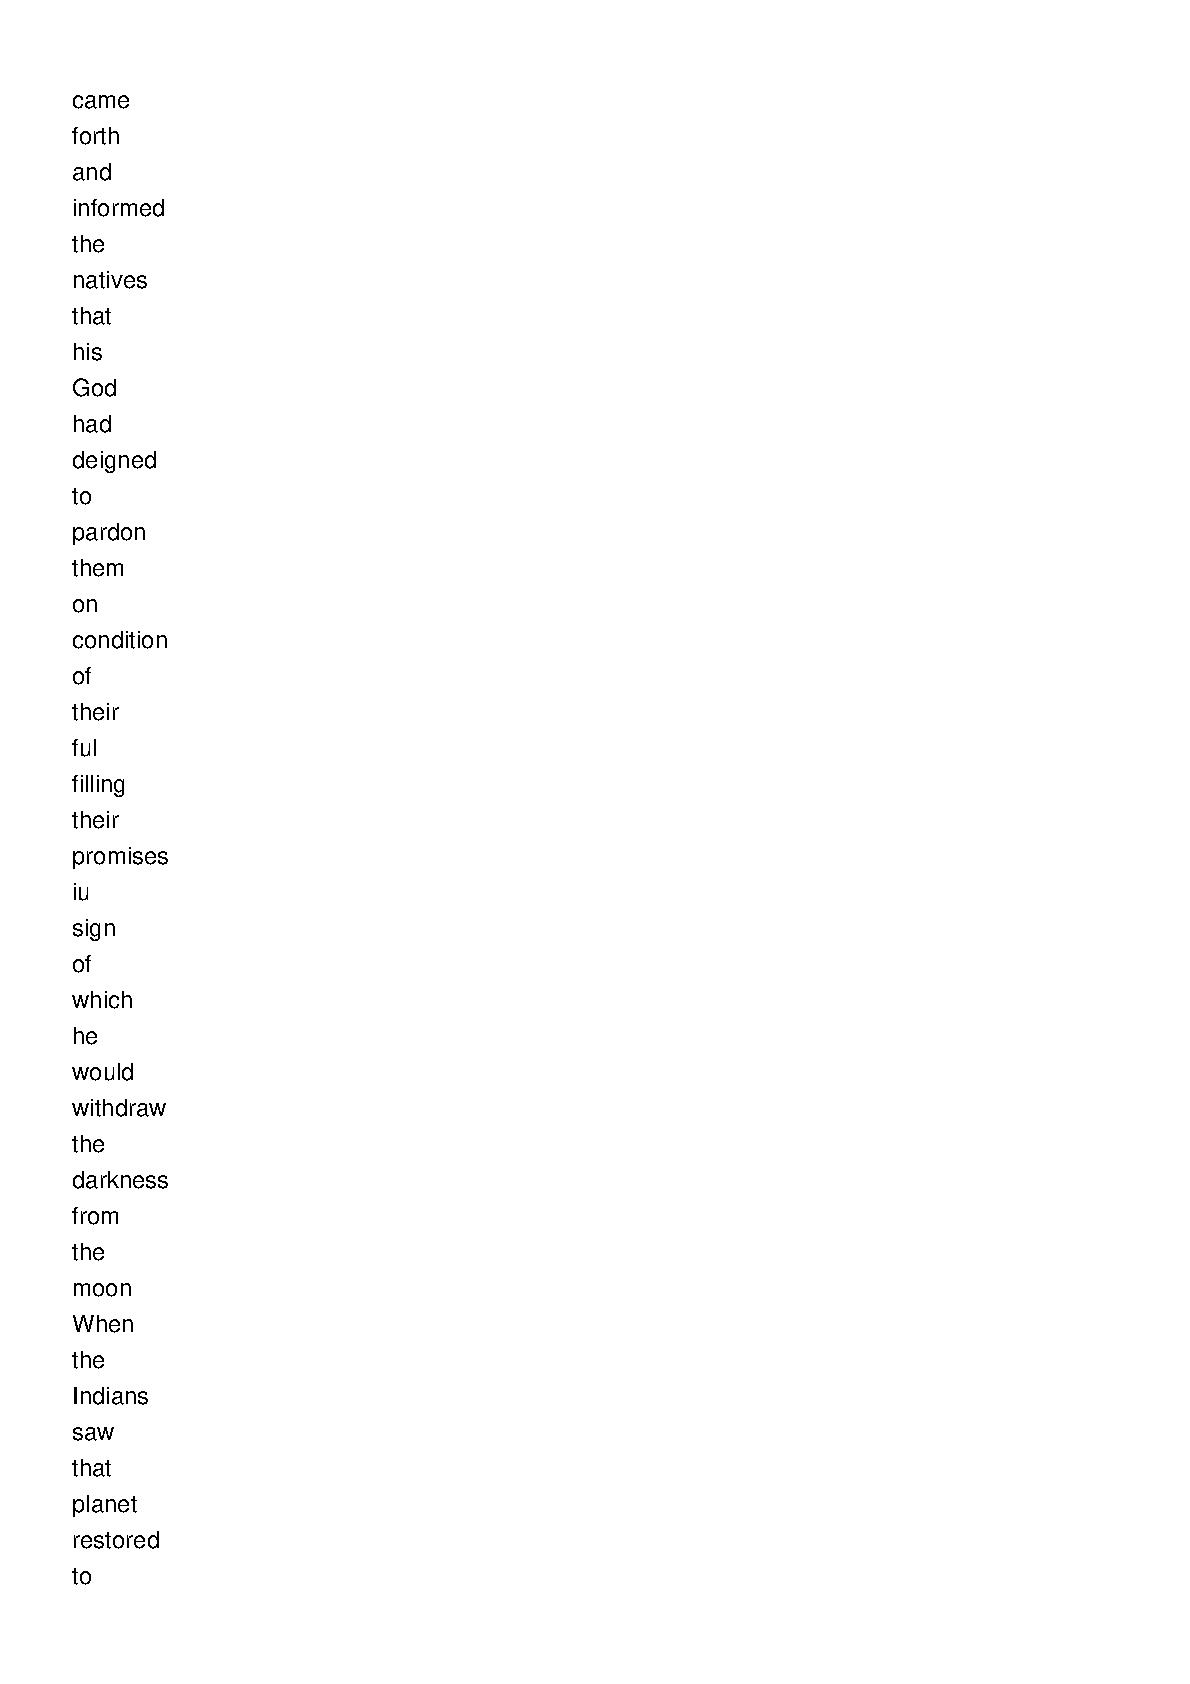 came
forth
and
informed
the
natives
that
his
God
had
deigned
to
pardon
them
on
condition
of
their
ful
filling
their
promises
iu
sign
of
which
he
would
withdraw
the
darkness
from
the
moon
When
the
Indians
saw
that
planet
restored
to